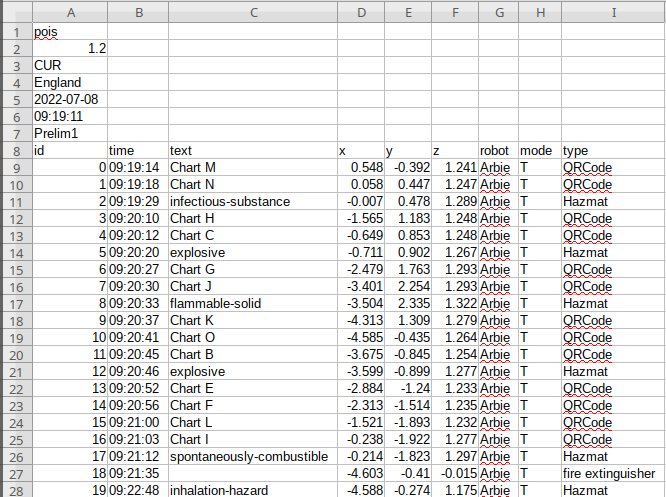 A B C D E F G H I
1 pois
2 1.2
3 CUR
4 England
5 2022-07-08
6 09:19:11
7 Prelim1
8 id time text x y z robot mode type
9 0 09:19:14 Chart M 0.548 -0.392 1.241 Arbie T QRCode
10 1 09:19:18 Chart N 0.058 0.447 1.247 Arbie T QRCode
11 2 09:19:29 infectious-substance -0.007 0.478 1.289 Arbie T Hazmat
12 3 09:20:10 Chart H -1.565 1.183 1.248 Arbie T QRCode
13 4 09:20:12 Chart C -0.649 0.853 1.248 Arbie T QRCode
14 5 09:20:20 explosive -0.711 0.902 1.267 Arbie T Hazmat
15 6 09:20:27 Chart G -2.479 1.763 1.293 Arbie T QRCode
16 7 09:20:30 Chart J -3.401 2.254 1.293 Arbie T QRCode
17 8 09:20:33 flammable-solid -3.504 2.335 1.322 Arbie T Hazmat
18 9 09:20:37 Chart K -4.313 1.309 1.279 Arbie T QRCode
19 10 09:20:41 Chart O -4.585 -0.435 1.264 Arbie T QRCode
20 11 09:20:45 Chart B -3.675 -0.845 1.254 Arbie T QRCode
21 12 09:20:46 explosive -3.599 -0.899 1.277 Arbie T Hazmat
22 13 09:20:52 Chart E -2.884 -1.24 1.233 Arbie T QRCode
23 14 09:20:56 Chart F -2.313 -1.514 1.235 Arbie T QRCode
24 15 09:21:00 Chart L -1.521 -1.893 1.232 Arbie T QRCode
25 16 09:21:03 Chart I -0.238 -1.922 1.277 Arbie T QRCode
26 17 09:21:12 spontaneously-combustible -0.214 -1.823 1.297 Arbie T Hazmat
27 18 09:21:35 -4.603 -0.41 -0.015 Arbie T fire extinguisher
28 19 09:22:48 inhalation-hazard -4.588 -0.274 1.175 Arbie T Hazmat